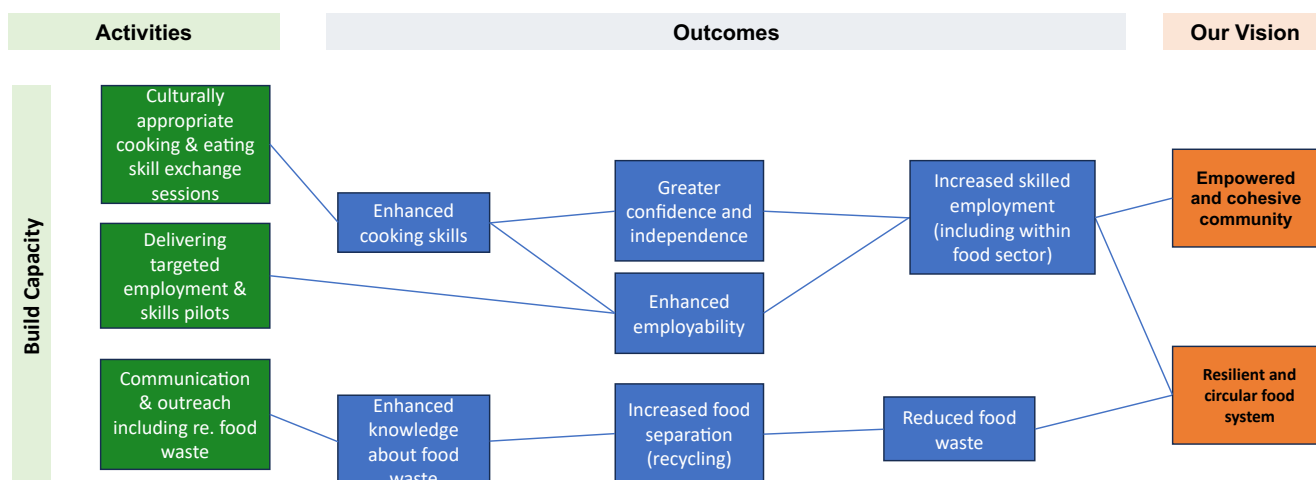 Activities
Outcomes
Our Vision
Build Capacity
Culturally
appropriate
cooking & eating
skill exchange
sessions
Delivering
targeted
employment &
skills pilots
Communication
& outreach
including re. food
waste
Enhanced
cooking skills
Enhanced
knowledge
about food
waste
Greater
confidence and
independence
Enhanced
employability
Increased food
separation
(recycling)
Increased skilled
employment
(including within
food sector)
Reduced food
waste
Empowered
and cohesive
community
Resilient and
circular food
system